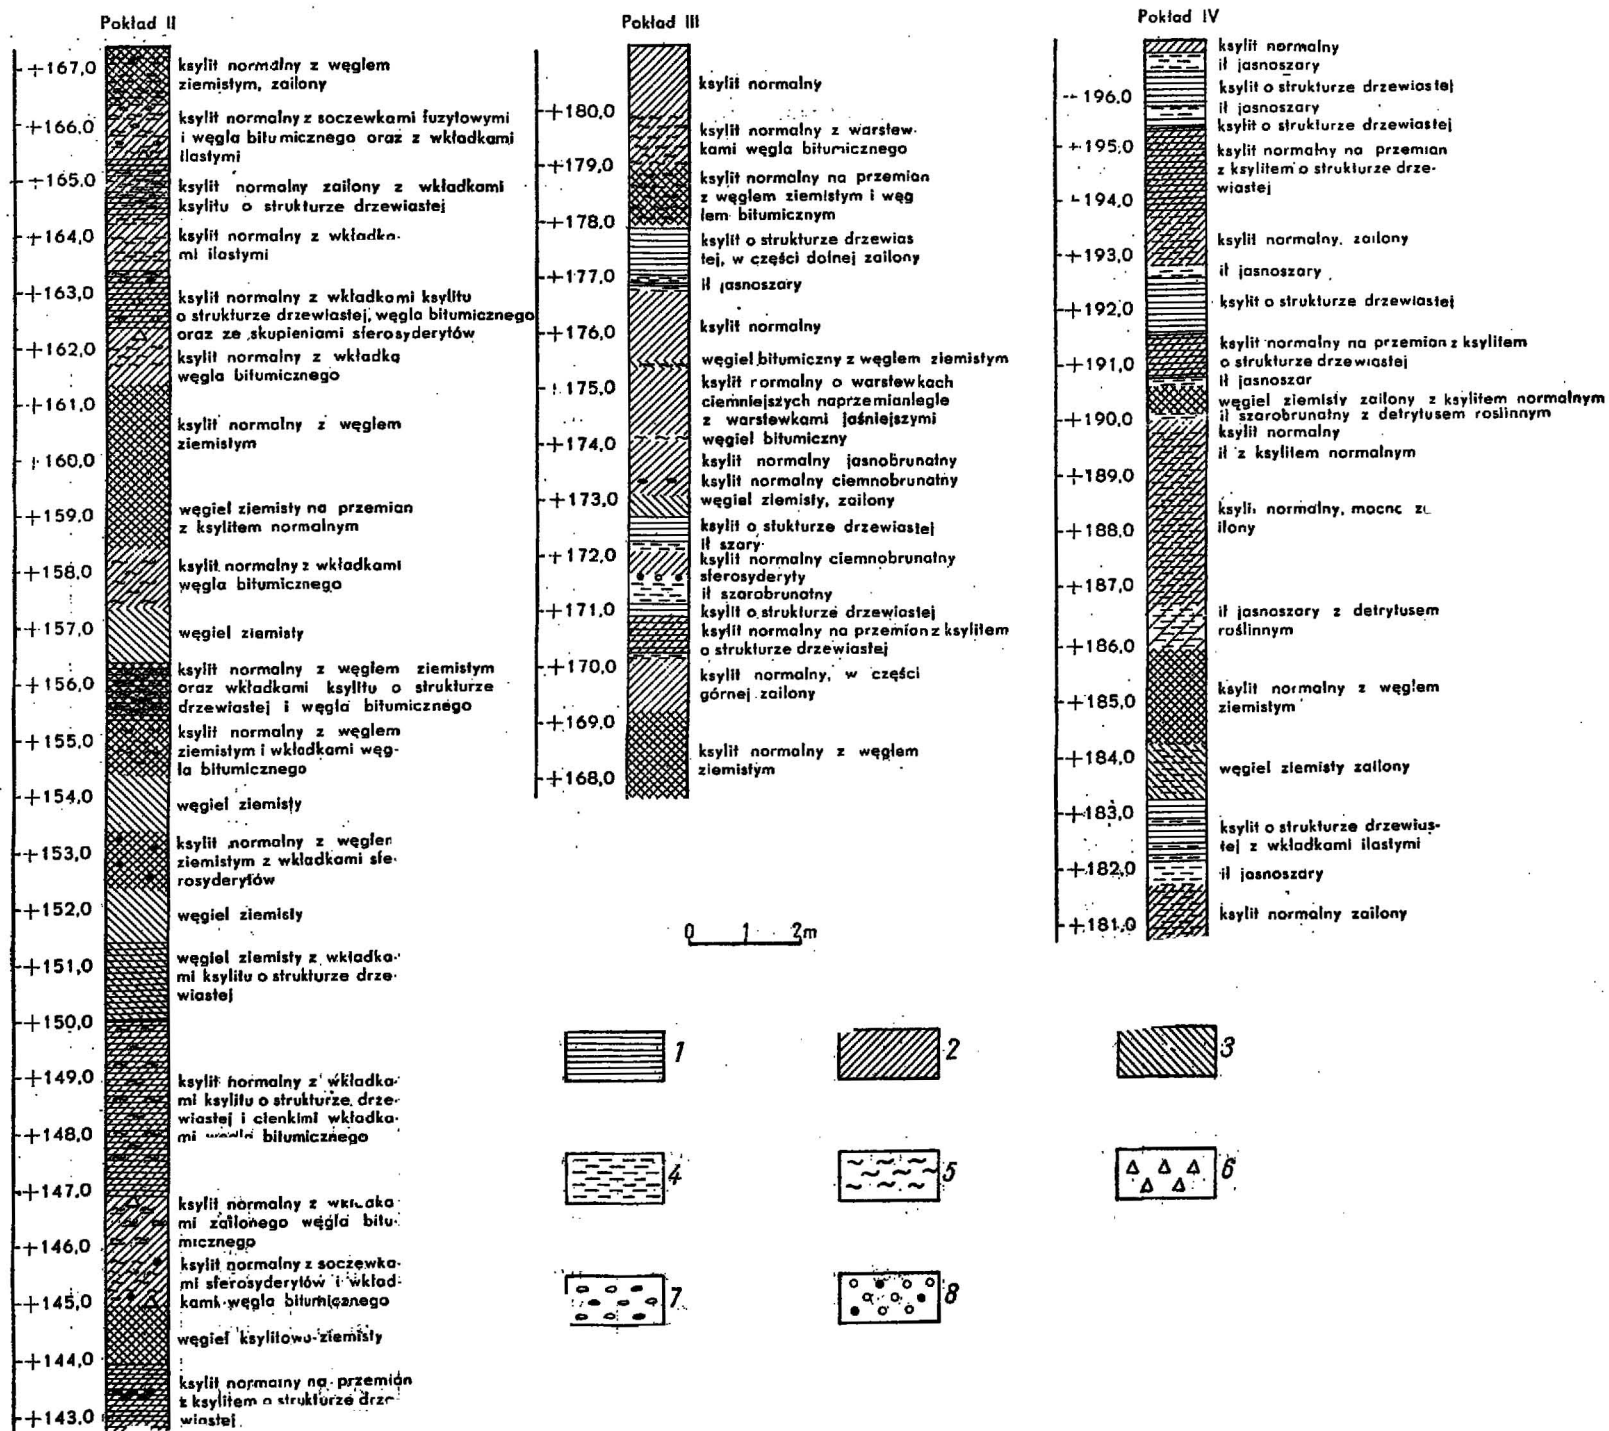 Pokład II
+167,0
+166,0
+165,0
+164,0
+163,0
+162,0
+161,0
+160,0
+159,0
+158,0
+157,0
+156,0
+155,0
+154,0
+153,0
+152,0
+151,0
+150,0
+149,0
+148,0
+147,0
+146,0
+145,0
+144,0
+143,0
ksylit normalny z węglem
ziemistym, zailony
ksylit normalny z soczewkami fuzytowymi
i węgla bitumicznego oraz z wkładkami
ilastymi
ksylit normalny zailony z wkładkami
ksylitu o strukturze drzewiastej
ksylit normalny z wkładka-
mi ilastymi
ksylit normalny z wkładkami ksylitu
o strukturze drzewiastej, węgla bitumicznego
oraz ze skupieniami sferosyderytów
ksylit normalny z wkładką
węgla bitumicznego
ksylit normalny z węglem
ziemistym
węgiel ziemisty na przemian
z ksylitem normalnym
ksylit normalny z wkładkami
węgla bitumicznego
węgiel ziemisty
ksylit normalny z węglem ziemistym
oraz wkładkami ksylitu o strukturze
drzewiastej i węgla bitumicznego
ksylit normalny z węglem
ziemistym i wkładkami węg-
la bitumicznego
węgiel ziemisty
ksylit normalny z węglem
ziemistym z wkładkami sfe-
rosyderytów
węgiel ziemisty
węgiel ziemisty z wkładka-
mi ksylitu o strukturze drze-
wiastej
ksylit normalny z wkładka-
mi ksylitu o strukturze drze-
wiastej i cienkimi wkładka-
mi węgla bitumicznego
ksylit normalny z wkładka
mi zailonego węgla bitu-
micznego
ksylit normalny z soczewka-
mi sferosyderytów i wkład-
kami węgla bitumicznego
węgiel ksylitowo-ziemisty
ksylit normalny na przemian
z ksylitem o strukturze drze-
wiastej
Pokład III
+180,0
+179,0
+178,0
+177,0
+176,0
+175,0
+174,0
+173,0
+172,0
+171,0
+170,0
+169,0
+168,0
ksylit normalny
ksylit normalny z warstew-
kami węgla bitumicznego
ksylit normalny na przemian
z węglem ziemistym i węg
lem bitumicznym
ksylit o strukturze drzewias
tej, w części dolnej zailony
ił jasnoszary
ksylit normalny
węgiel bitumiczny z węglem ziemistym
ksylit normalny o warstewkach
ciemniejszych naprzemianlegle
z warstewkami jaśniejszymi
węgiel bitumiczny
ksylit normalny jasnobrunatny
ksylit normalny ciemnobrunatny
węgiel ziemisty, zailony
ksylit o stukturze drzewiastej
ił szary
ksylit normalny ciemnobrunatny
sferosyderyty
ił szarobrunatny
ksylit o strukturze drzewiastej
ksylit normalny na przemian z ksylitem
o strukturze drzewiastej
ksylit normalny, w części
górnej zailony
ksylit normalny z węglem
ziemistym
Pokład IV
+196,0
+195,0
+194,0
+193,0
+192,0
+191,0
+190,0
+189,0
+188,0
+187,0
+186,0
+185,0
+184,0
+183,0
+182,0
+181,0
ksylit normalny
ił jasnoszary
ksylit o strukturze drzewiastej
ił jasnoszary
ksylit o strukturze drzewiastej
ksylit normalny na przemian
z ksylitem o strukturze drze-
wiastej
ksylit normalny, zailony
ił jasnoszary
ksylit o strukturze drzewiastej
ksylit normalny na przemian z ksylitem
o strukturze drzewiastej
ił jasnoszar
węgiel ziemisty zailony z ksylitem normalnym
ił szarobrunatny z detrytusem roślinnym
ksylit normalny
ił z ksylitem normalnym
ksylit normalny, mocno
ilony
ił jasnoszary z detrytusem
roślinnym
ksylit normalny z węglem
ziemistym
węgiel ziemisty zailony
ksylit o strukturze drzewias-
tej z wkładkami ilastymi
ił jasnoszary
ksylit normalny zailony
0 1 2m
1
2
3
4
5
6
7
8